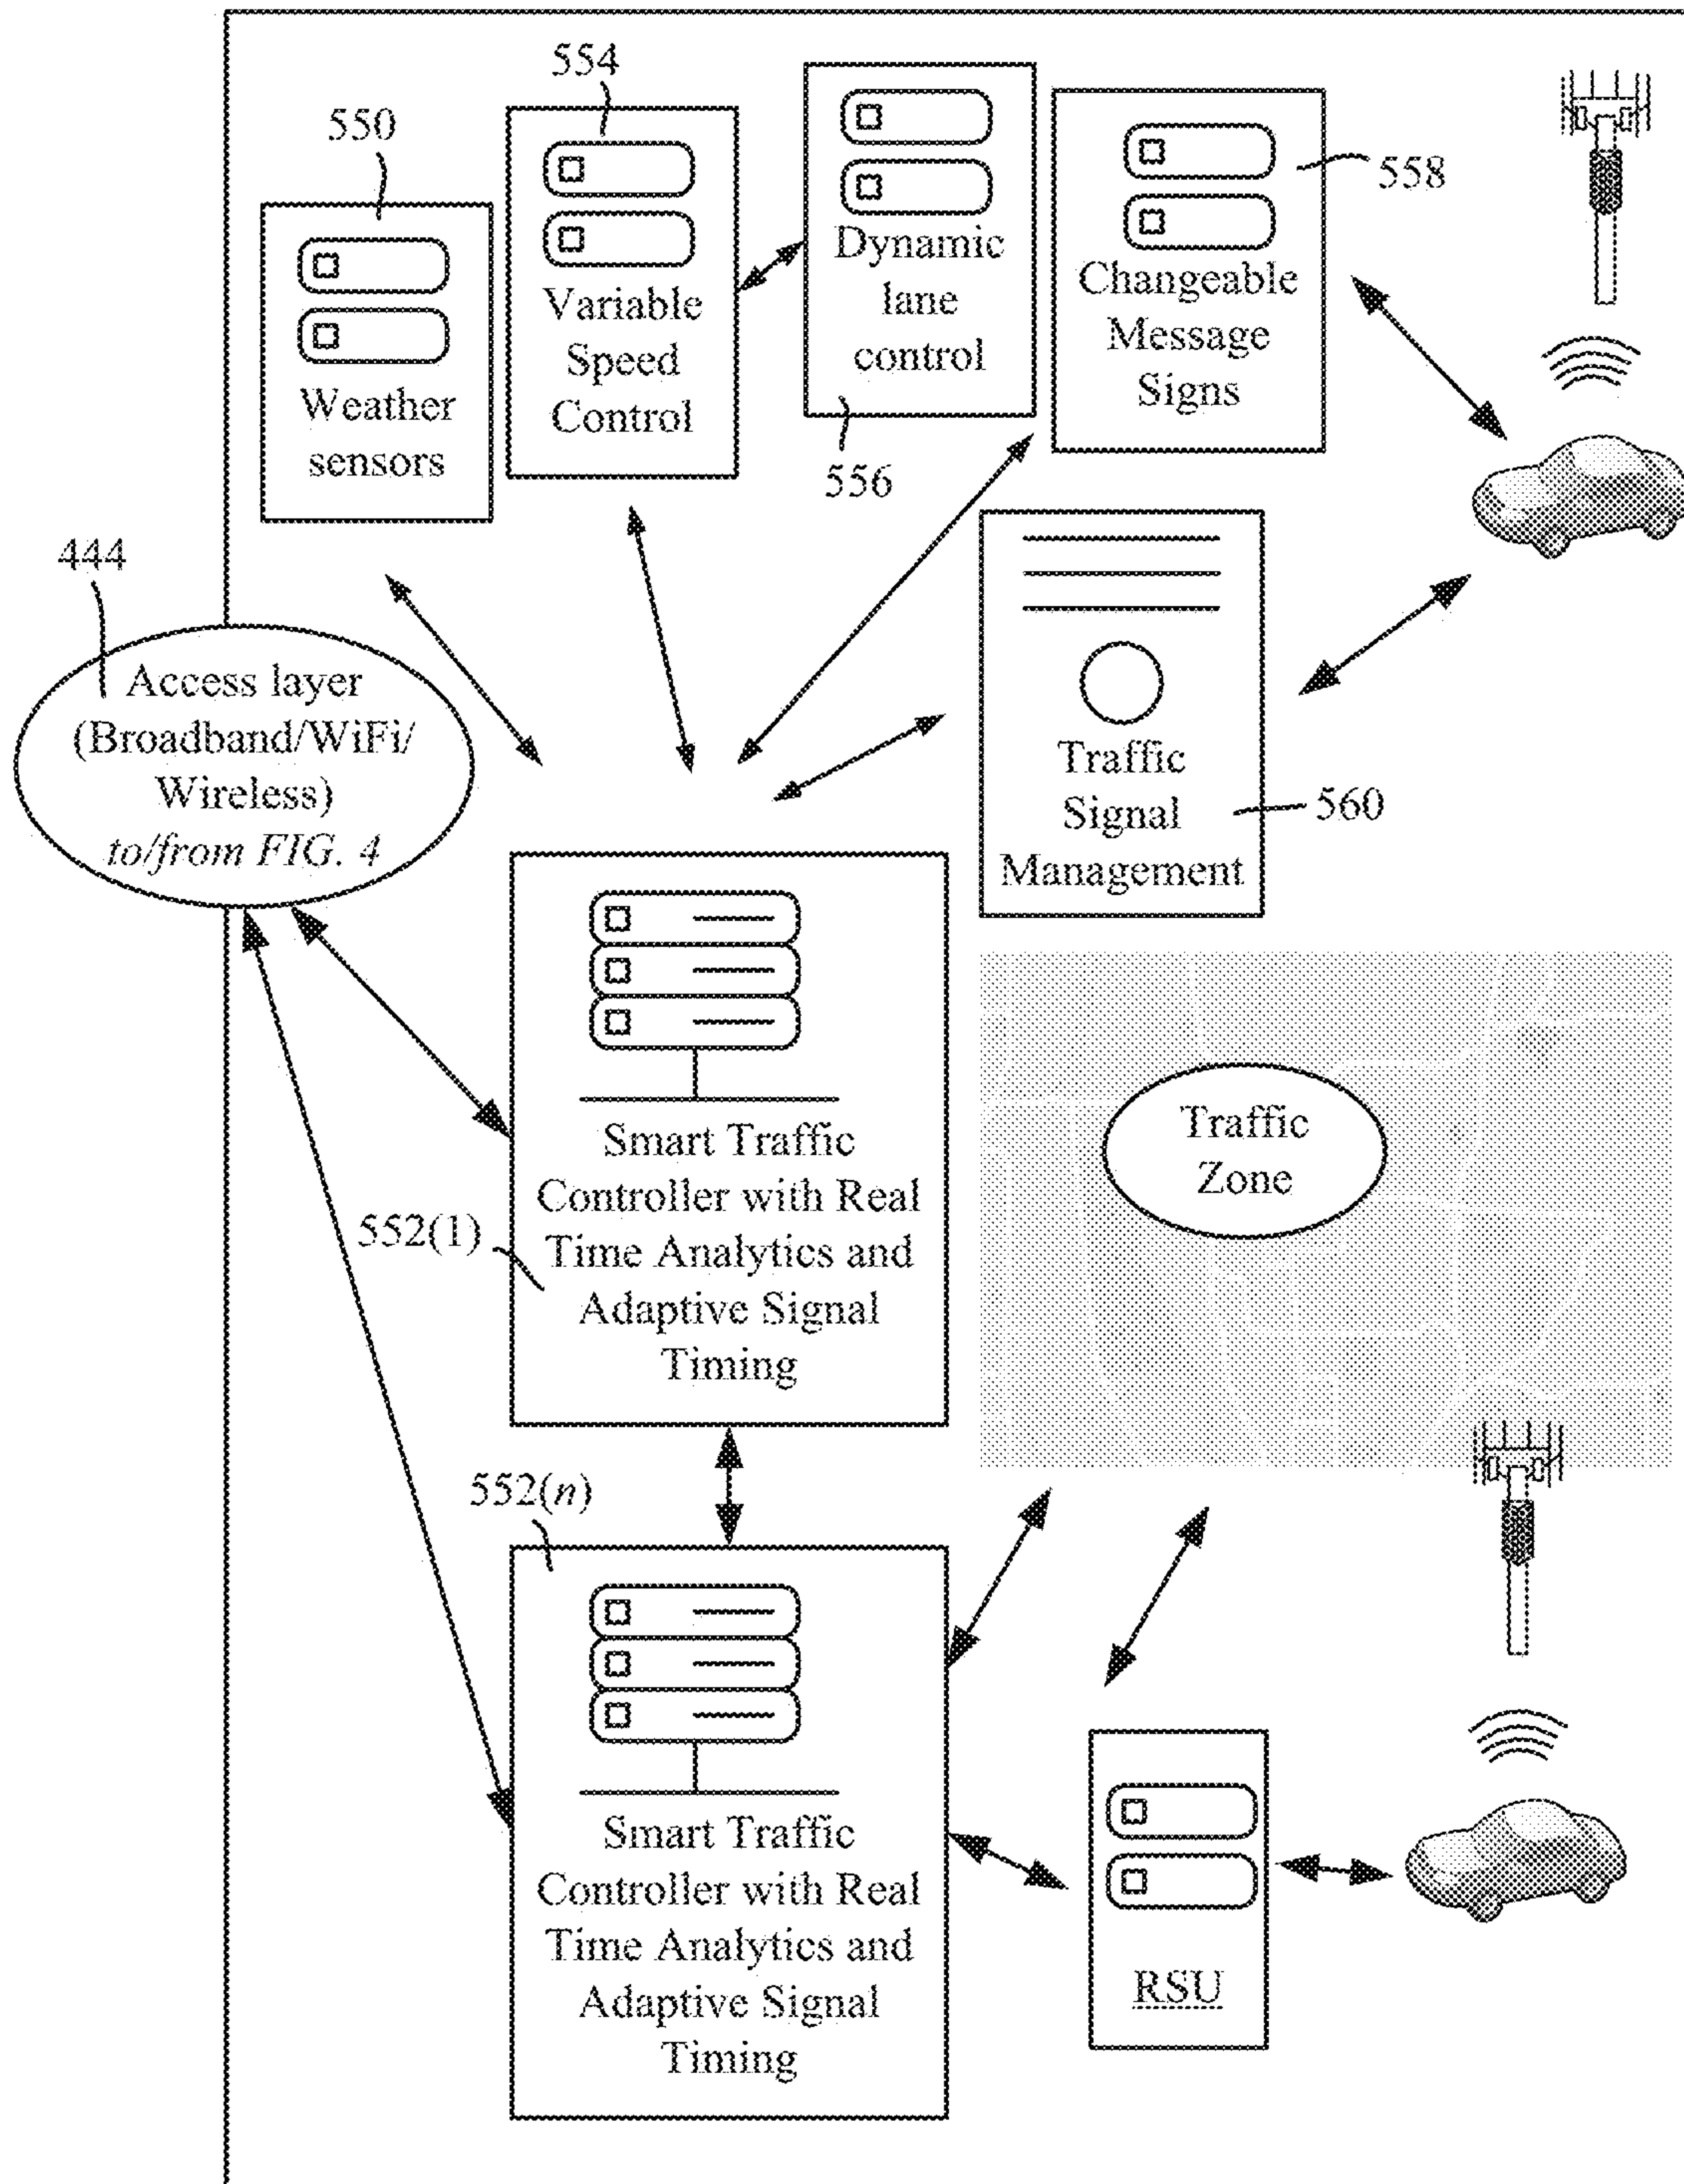 554
550
558
Weather
sensors
Variable
Speed
Control
Dynamic
lane
control
556
Changeable
Message
Signs
444
Access layer
(Broadband/WiFi/
Wireless)
to/from FIG. 4
Traffic
Signal
Management
560
Smart Traffic
Controller with Real
Time Analytics and
Adaptive Signal
Timing
552(1)
Traffic
Zone
552(n)
Smart Traffic
Controller with Real
Time Analytics and
Adaptive Signal
Timing
RSU